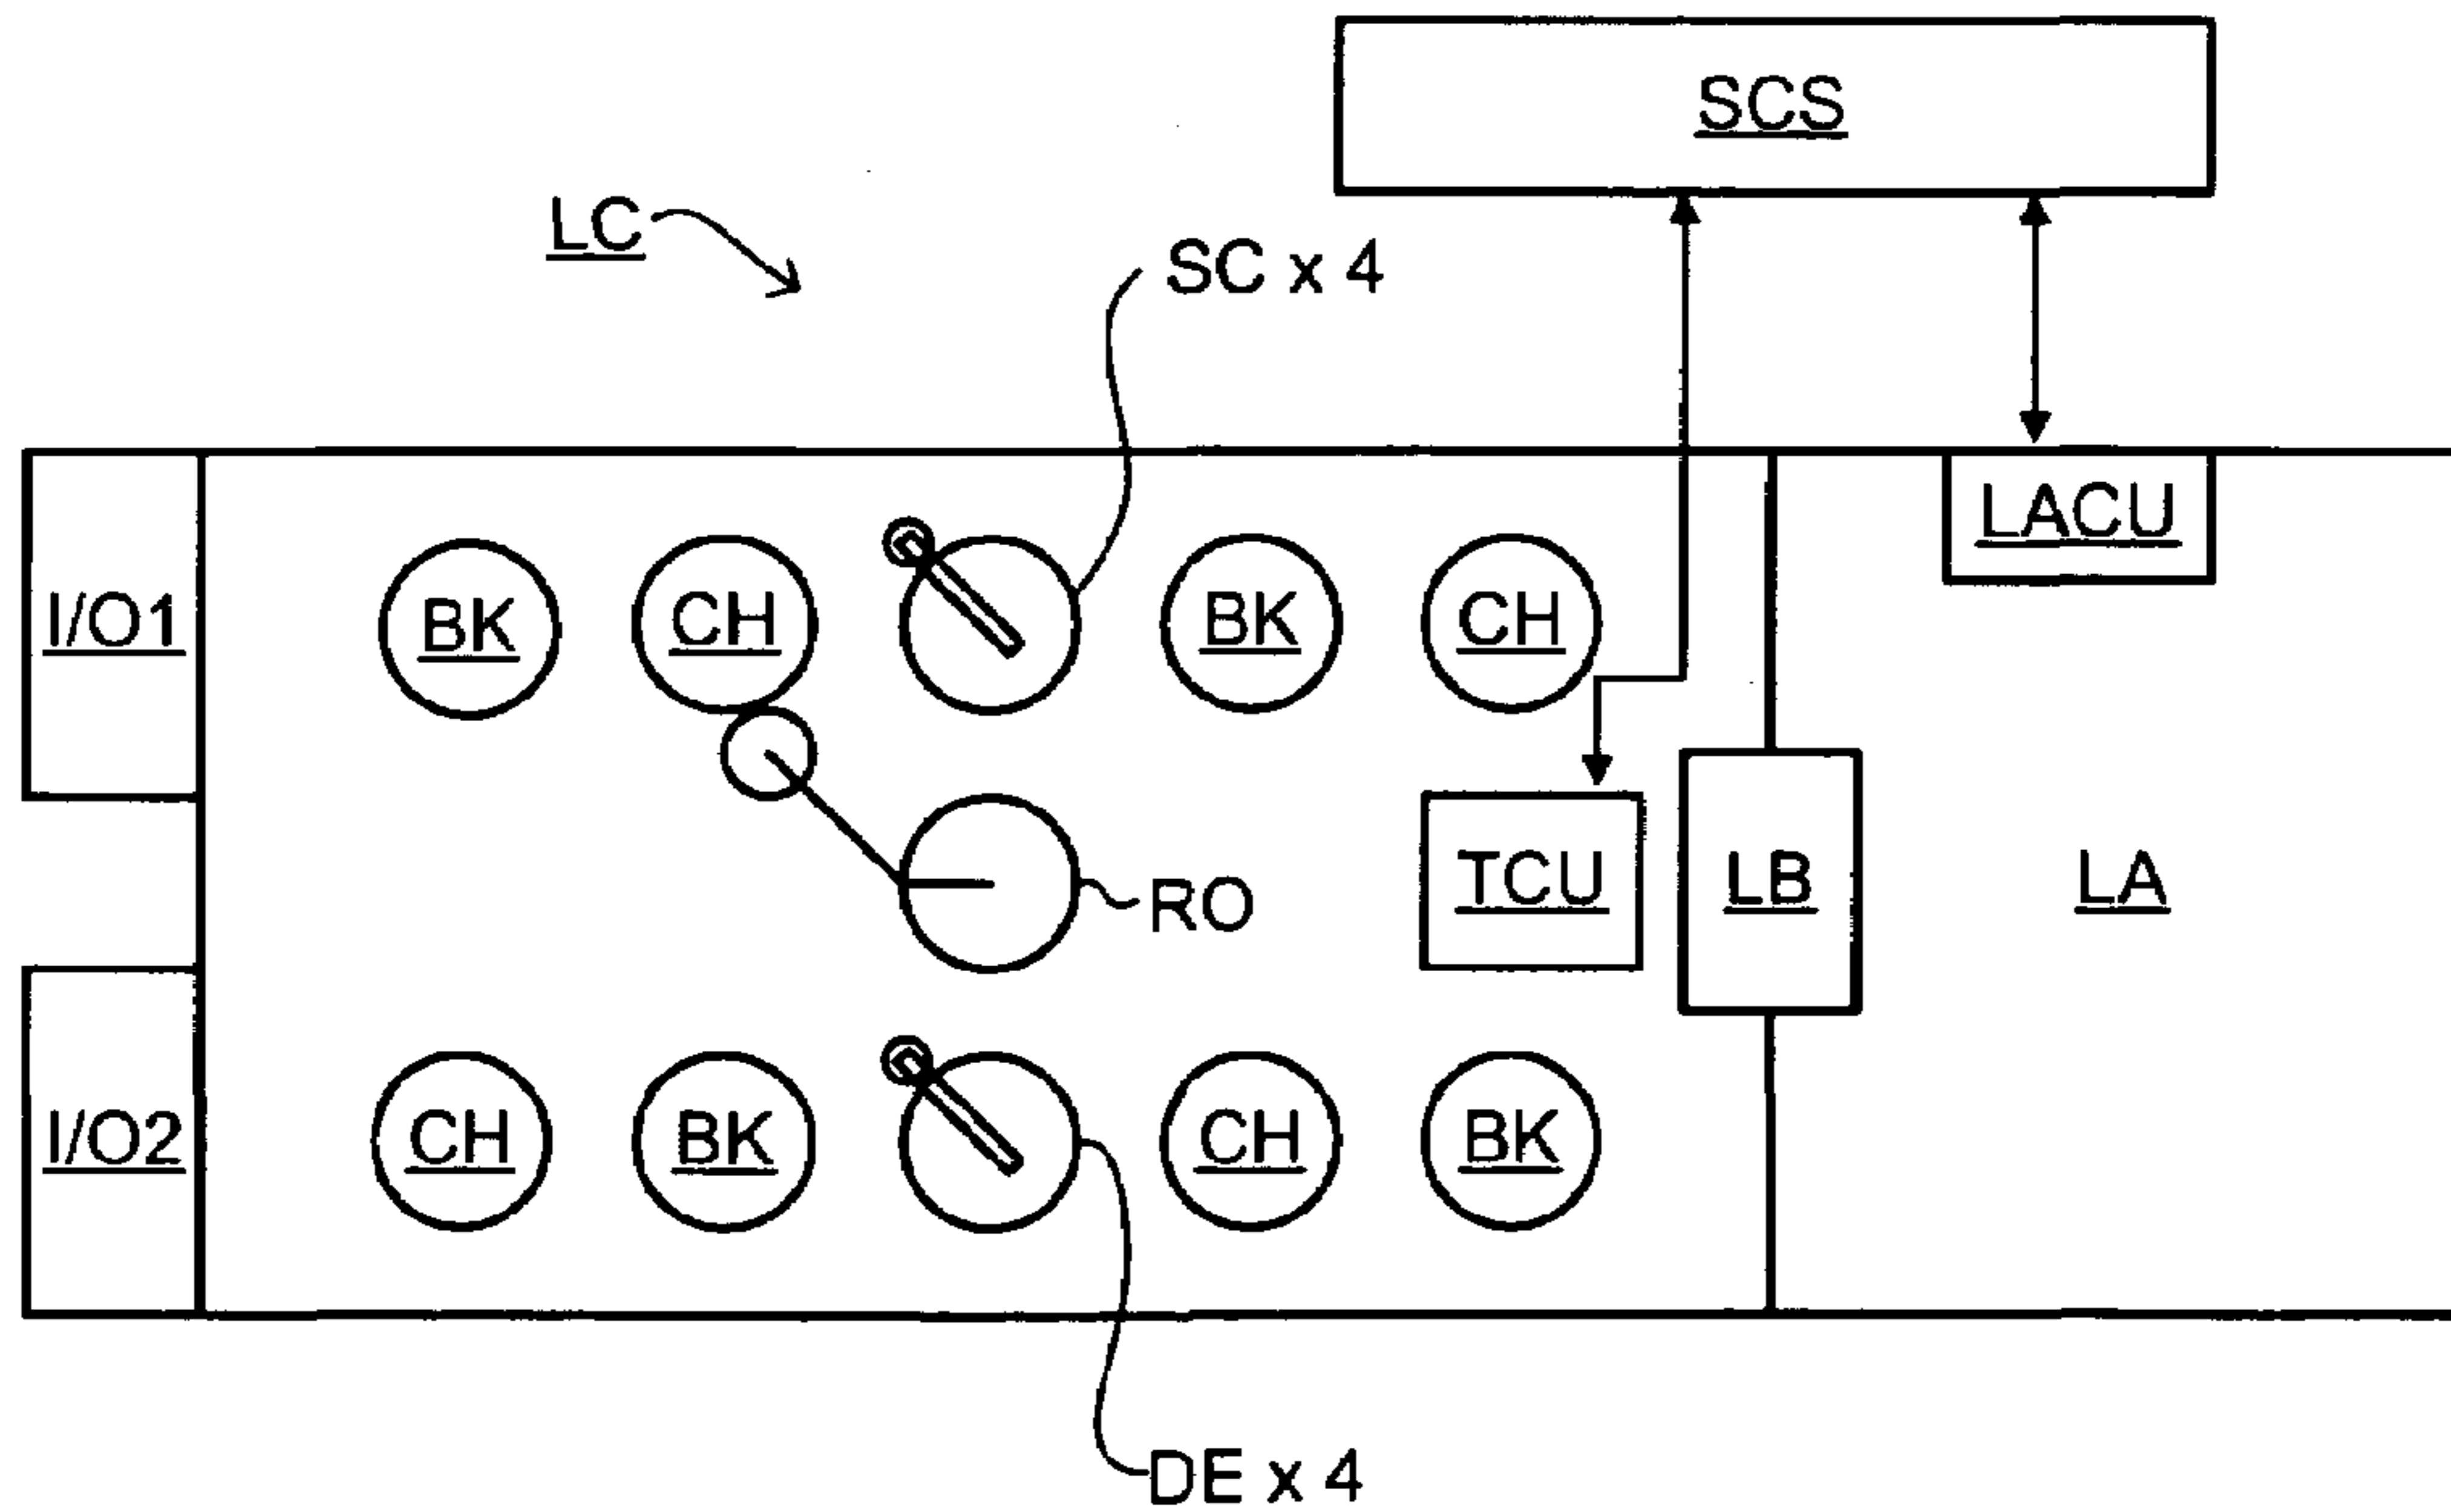 SCS
LC
SC x 4
LACU
I/O1
BK
CH
BK
CH
TCU
LB
LA
RO
I/O2
CH
BK
CH
BK
DE x 4